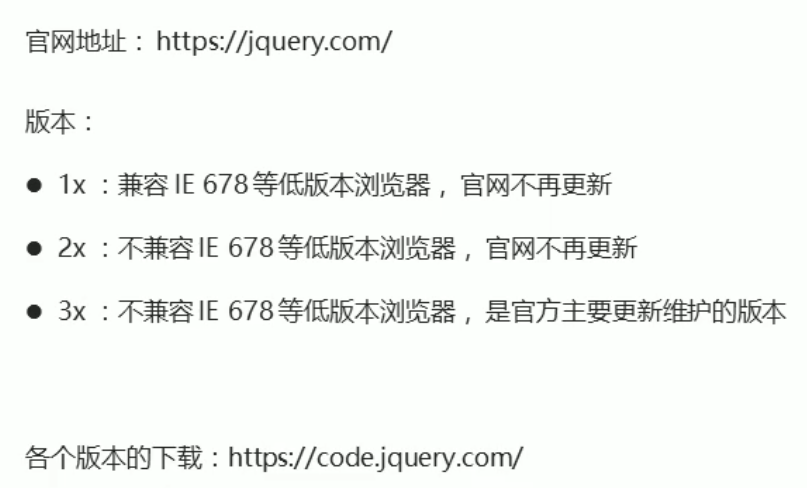 官网地址： https://jquery.com/
版本：
● 1x ：兼容 IE 678 等低版本浏览器， 官网不再更新
● 2x ：不兼容 IE 678 等低版本浏览器， 官网不再更新
● 3x ：不兼容 IE 678 等低版本浏览器， 是官方主要更新维护的版本
各个版本的下载：https://code.jquery.com/